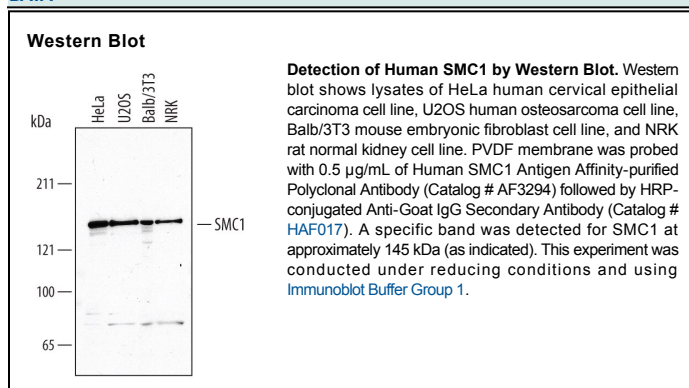 Western Blot
kDa
HeLa
U2OS
Balb/3T3
NRK
211
SMC1
121
100
65
Detection of Human SMC1 by Western Blot. Western
blot shows lysates of HeLa human cervical epithelial
carcinoma cell line, U2OS human osteosarcoma cell line,
Balb/3T3 mouse embryonic fibroblast cell line, and NRK
rat normal kidney cell line. PVDF membrane was probed
with 0.5 µg/mL of Human SMC1 Antigen Affinity-purified
Polyclonal Antibody (Catalog # AF3294) followed by HRP-
conjugated Anti-Goat IgG Secondary Antibody (Catalog #
HAF017). A specific band was detected for SMC1 at
approximately 145 kDa (as indicated). This experiment was
conducted under reducing conditions and using
Immunoblot Buffer Group 1.